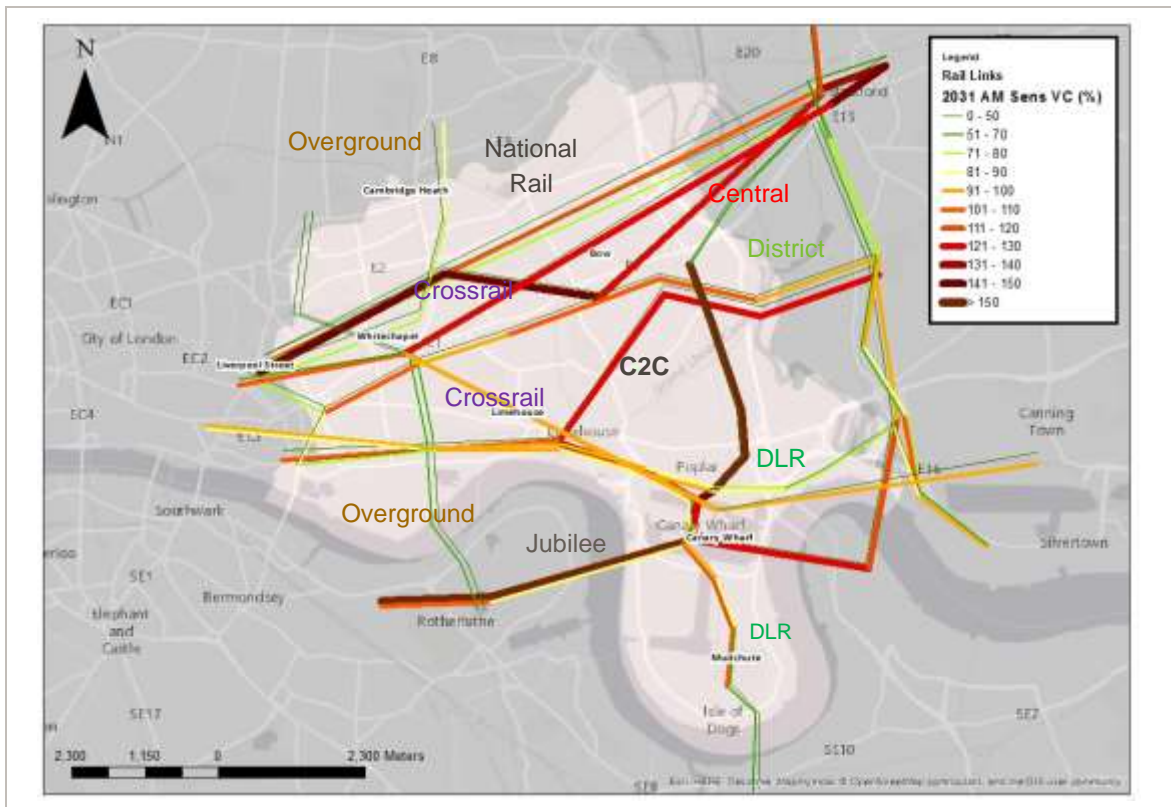 N
E8
E20
N1
Overground
National
Rail
Cambridge Heath
Central
E15
Bow
District
E2
EC1
Crossrail
City of London
Whitechapel
EC2
Liverpool Street
C2C
Crossrail
Limehouse
EC4
Canning
Town
Poplar
DLR
E16
Southwark
Overground
Canary Wharf
Canary Wharf
Jubilee
Silvertown
SE1
Bermondsey
Rotherhithe
Elephant
and
Castle
DLR
Mudchute
SE17
Isle of
Dogs
SE7
SE10
2,300 1,150 0 2,300 Meters
Legend
Rail Links
2031 AM Sens VC (%)
0 - 50
51 - 70
71 - 80
81 - 90
91 - 100
101 - 110
111 - 120
121 - 130
131 - 140
141 - 150
> 150